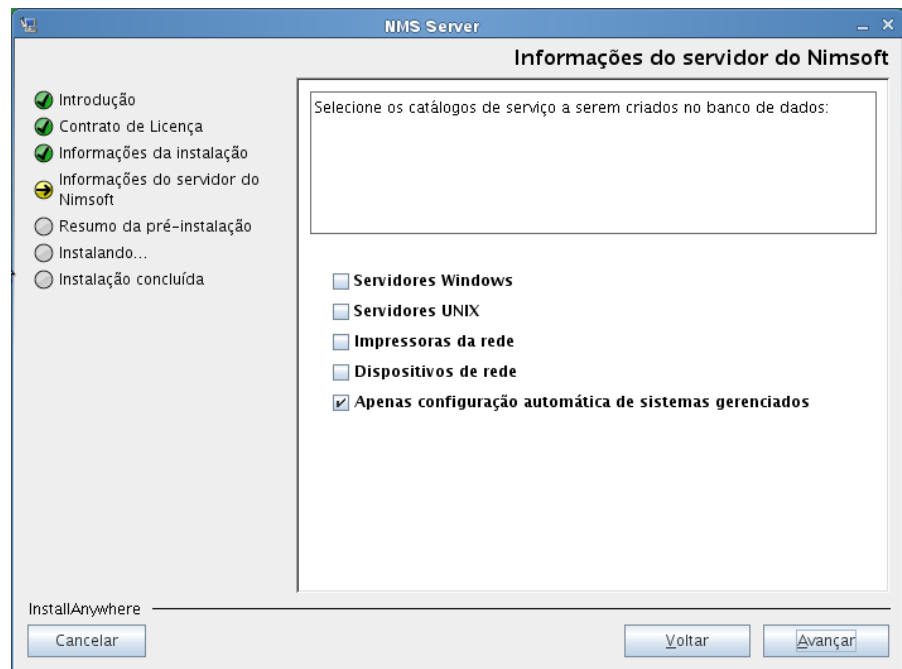 NMS Server
Informações do servidor do Nimsoft
Introdução
Contrato de Licença
Informações da instalação
Informações do servidor do
Nimsoft
Resumo da pré-instalação
Instalando...
Instalação concluída
Selecione os catálogos de serviço a serem criados no banco de dados:
Servidores Windows
Servidores UNIX
Impressoras da rede
Dispositivos de rede
Apenas configuração automática de sistemas gerenciados
InstallAnywhere
Cancelar
Voltar
Avançar